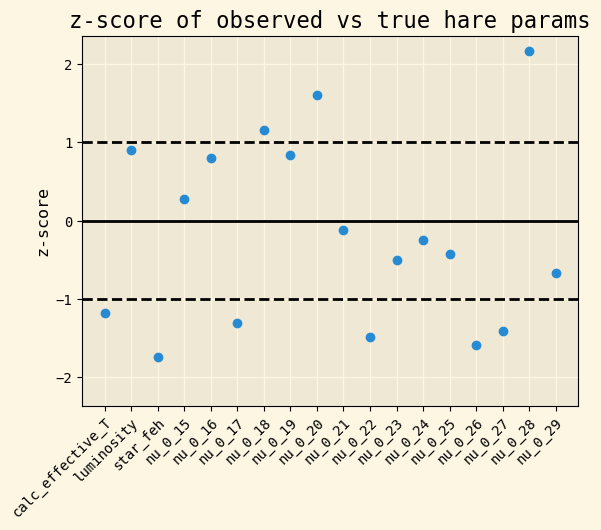 z-score of observed vs true hare params
z-score
2
1
0
−1
−2
calc_effective_T
luminosity
star_feh
nu_0_15
nu_0_16
nu_0_17
nu_0_18
nu_0_19
nu_0_20
nu_0_21
nu_0_22
nu_0_23
nu_0_24
nu_0_25
nu_0_26
nu_0_27
nu_0_28
nu_0_29